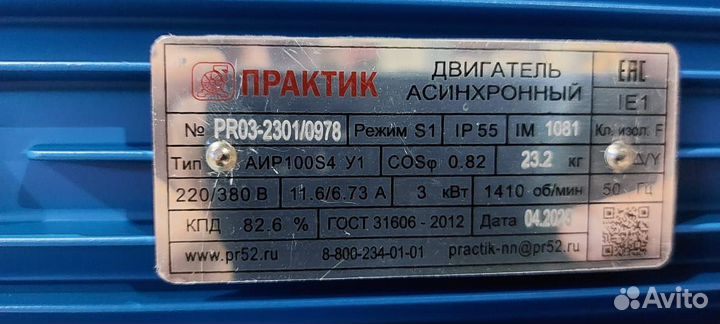 ПРАКТИК ДВИГАТЕЛЬ АСИНХРОННЫЙ ЕАС
IE1
№ PR03-2301/0978 Режим S1 IP 55 IM 1081 Кл. изол. F
Тип АИР100S4 У1 COSφ 0.82 23.2 кг Δ/Y
220/380 В 11.6/6.73 А 3 кВт 1410 об/мин 50 Гц
КПД 82.6 % ГОСТ 31606 - 2012 Дата 04.2023
www.pr52.ru 8-800-234-01-01 practik-nn@pr52.ru
Avito